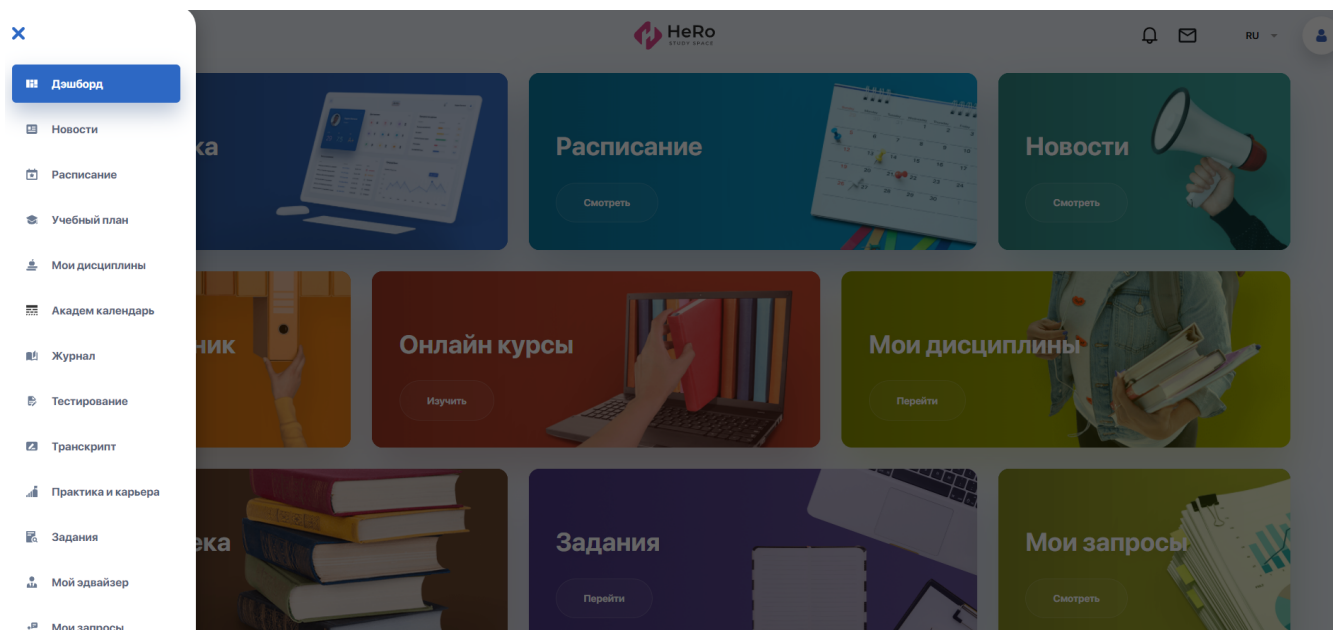 HeRo
STUDY SPACE
RU
Дэшборд
Новости
Расписание
Учебный план
Мои дисциплины
Академ календарь
Журнал
Тестирование
Транскрипт
Практика и карьера
Задания
Мой эдвайзер
Мои запросы
ка
Расписание
Смотреть
Новости
Смотреть
ник
Онлайн курсы
Изучить
Мои дисциплины
Перейти
ека
Задания
Перейти
Мои запросы
Смотреть